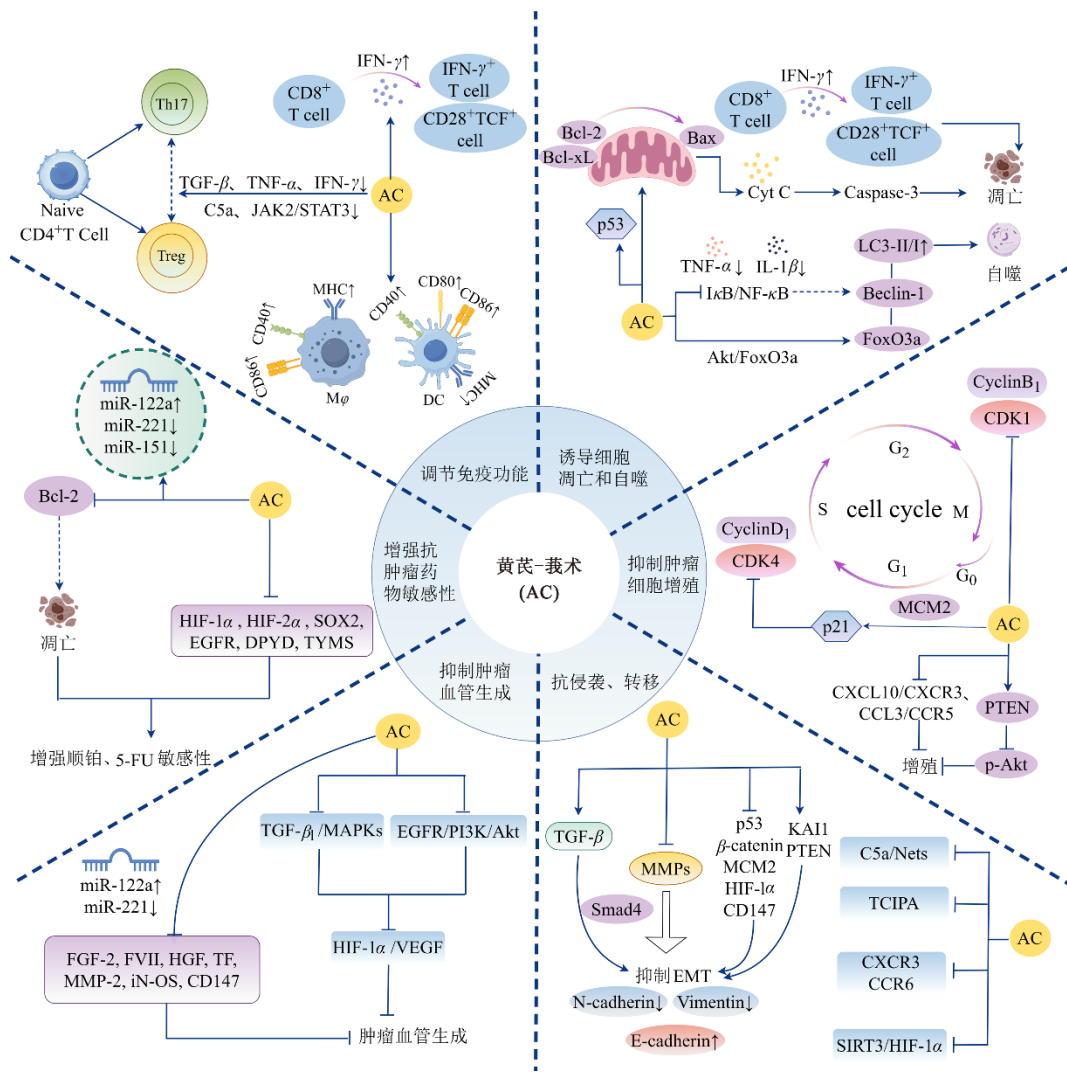 IFN-γ↑
CD8⁺
T cell
IFN-γ⁺
T cell
CD28⁺TCF⁺
cell
Th17
Naive
CD4⁺T Cell
Treg
TGF-β、TNF-α、IFN-γ↓
C5a、JAK2/STAT3↓
AC
MHC↑
CD40↑
CD86↑
Mφ
CD40↑
CD80↑
CD86↑
MHC↑
DC
Bcl-2
Bcl-xL
Bax
CD8⁺
T cell
IFN-γ↑
IFN-γ⁺
T cell
CD28⁺TCF⁺
cell
Cyt C
Caspasc-3
凋亡
p53
TNF-α↓
IL-1β↓
IκB/NF-κB
LC3-II/I↑
自噬
Beclin-1
AC
FoxO3a
Akt/FoxO3a
miR-122a↑
miR-221↓
miR-151↓
Bcl-2
AC
凋亡
HIF-1α , HIF-2α , SOX2,
EGFR, DPYD, TYMS
增强顺铂、5-FU 敏感性
调节免疫功能
诱导细胞
凋亡和自噬
增强抗
肿瘤药
物敏感性
黄芪-莪术
(AC)
抑制肿瘤
细胞增殖
抑制肿瘤
血管生成
抗侵袭、转移
CyclinB₁
CDK1
G₂
S
cell cycle
M
G₁
G₀
CyclinD₁
CDK4
MCM2
p21
AC
CXCL10/CXCR3、
CCL3/CCR5
PTEN
增殖
p-Akt
AC
TGF-β₁/MAPKs
EGFR/PI3K/Akt
miR-122a↑
miR-221↓
HIF-1α /VEGF
FGF-2, FVII, HGF, TF,
MMP-2, iN-OS, CD147
肿瘤血管生成
AC
TGF-β
MMPs
p53
β-catenin
MCM2
HIF-lα
CD147
KAI1
PTEN
Smad4
抑制EMT
N-cadherin↓
Vimentin↓
E-cadherin↑
C5a/Nets
TCIPA
AC
CXCR3
CCR6
SIRT3/HIF-1α